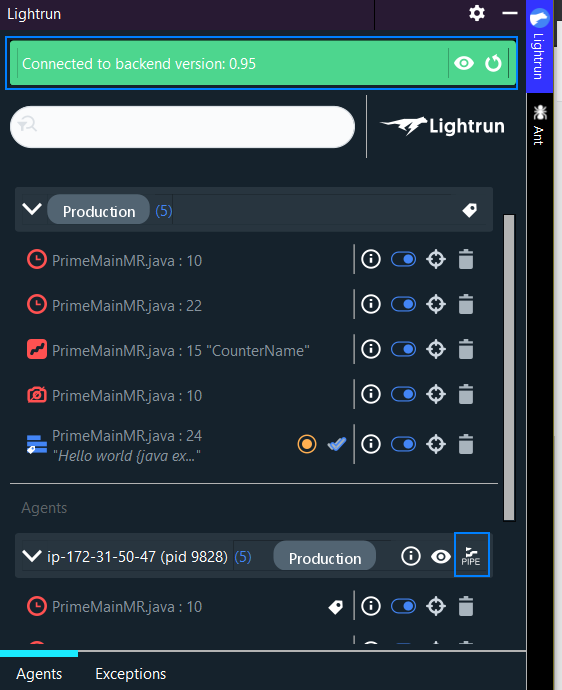 Lightrun
Connected to backend version: 0.95
Lightrun
Production (5)
PrimeMainMR.java : 10
PrimeMainMR.java : 22
PrimeMainMR.java : 15 "CounterName"
PrimeMainMR.java : 10
PrimeMainMR.java : 24
"Hello world {java ex..."
Agents
ip-172-31-50-47 (pid 9828) (5) Production PIPE
PrimeMainMR.java : 10
Agents Exceptions
Lightrun
Ant